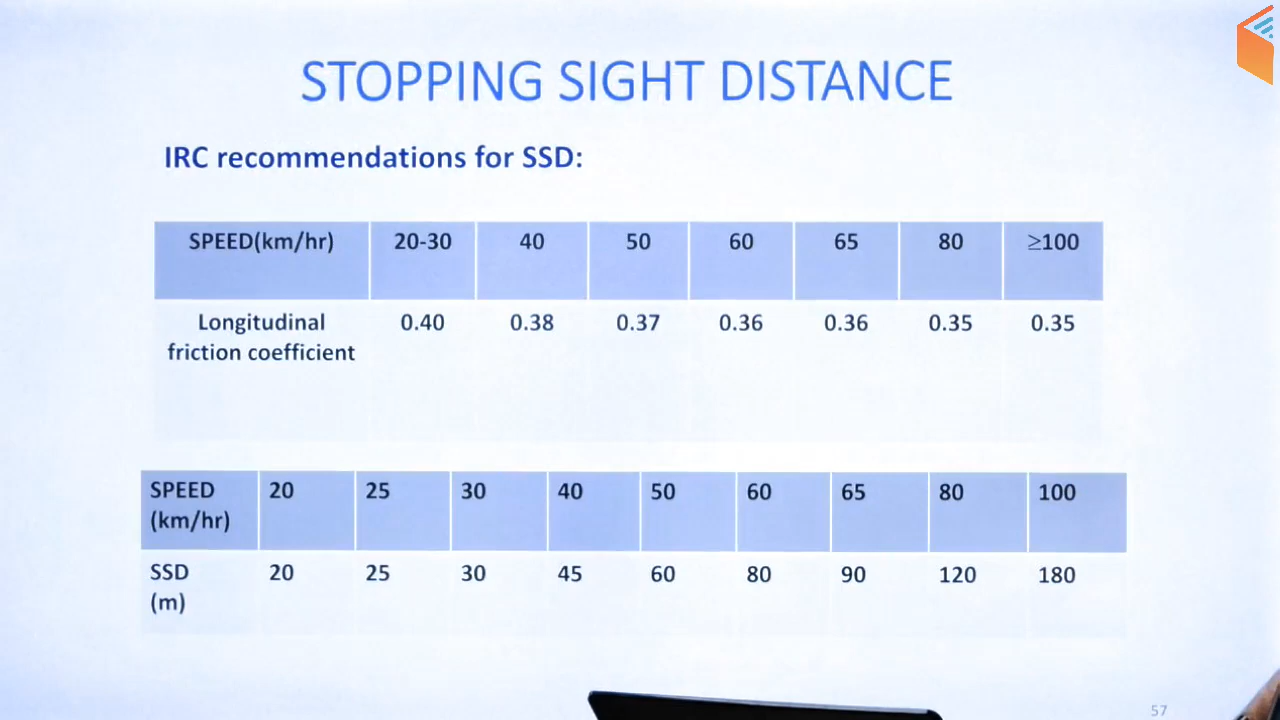 STOPPING SIGHT DISTANCE
IRC recommendations for SSD:
SPEED(km/hr) 20-30 40 50 60 65 80 ≥100
Longitudinal friction coefficient 0.40 0.38 0.37 0.36 0.36 0.35 0.35
SPEED (km/hr) 20 25 30 40 50 60 65 80 100
SSD (m) 20 25 30 45 60 80 90 120 180
57